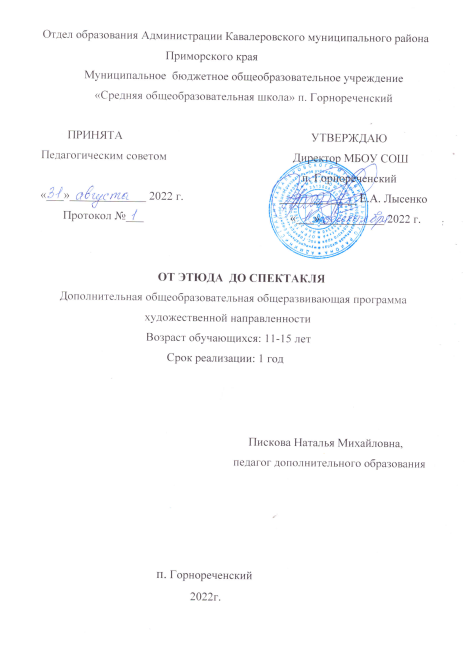 Отдел образования Администрации Кавалеровского муниципального района
Приморского края
Муниципальное бюджетное общеобразовательное учреждение
«Средняя общеобразовательная школа» п. Горнореченский
ПРИНЯТА
Педагогическим советом
«31» августа 2022 г.
Протокол № 1
УТВЕРЖДАЮ
Директор МБОУ СОШ
п. Горнореченский
Е.А. Лысенко
2022 г.
ОТ ЭТЮДА ДО СПЕКТАКЛЯ
Дополнительная общеобразовательная общеразвивающая программа
художественной направленности
Возраст обучающихся: 11-15 лет
Срок реализации: 1 год
Пискова Наталья Михайловна,
педагог дополнительного образования
п. Горнореченский
2022г.